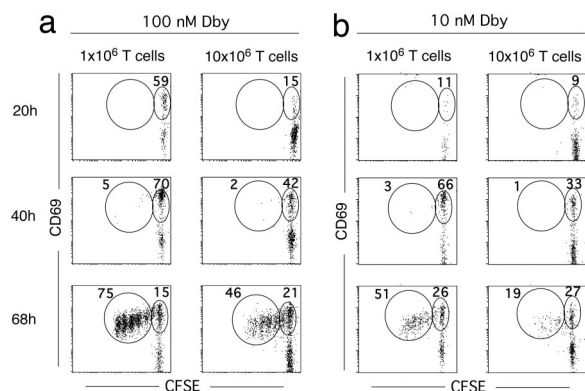 a
100 nM Dby
b
10 nM Dby
1x10⁶ T cells
10x10⁶ T cells
1x10⁶ T cells
10x10⁶ T cells
20h
59
15
11
9
40h
5
70
2
42
3
66
1
33
68h
75
15
46
21
51
26
19
27
CD69
CD69
CFSE
CFSE